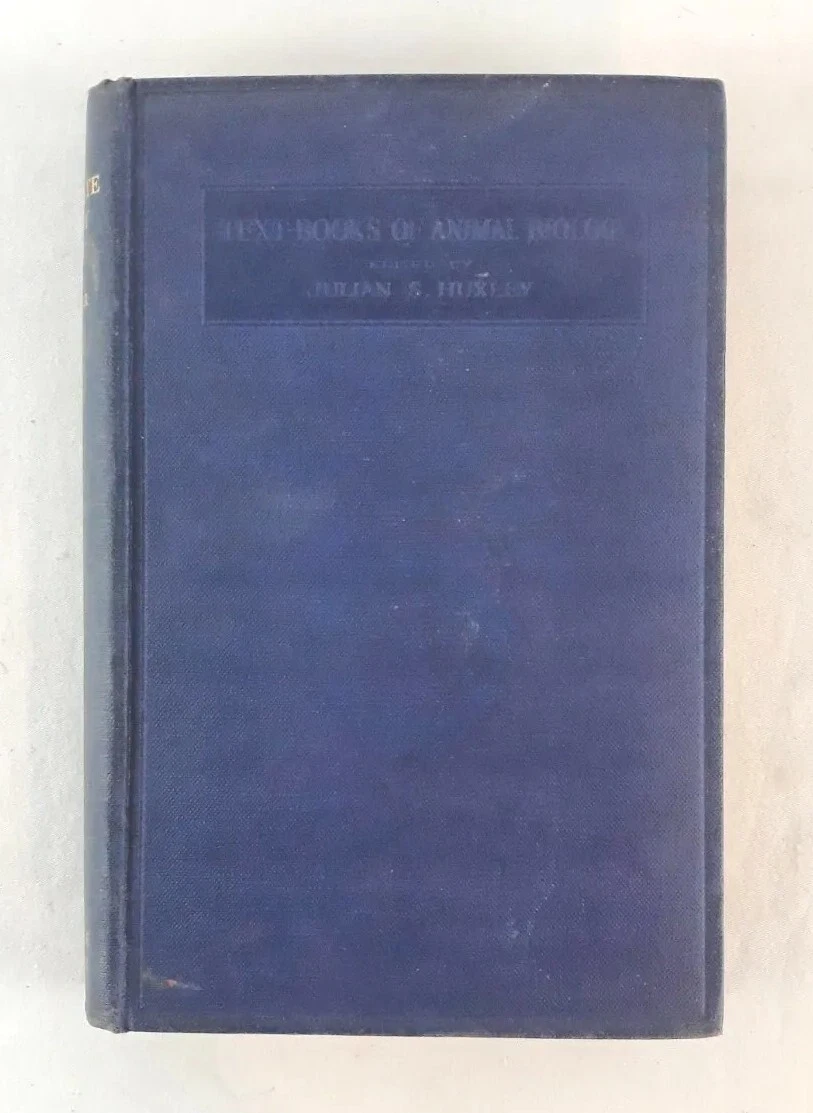 TEXT-BOOKS OF ANIMAL BIOLOGY
EDITED BY
JULIAN S. HUXLEY